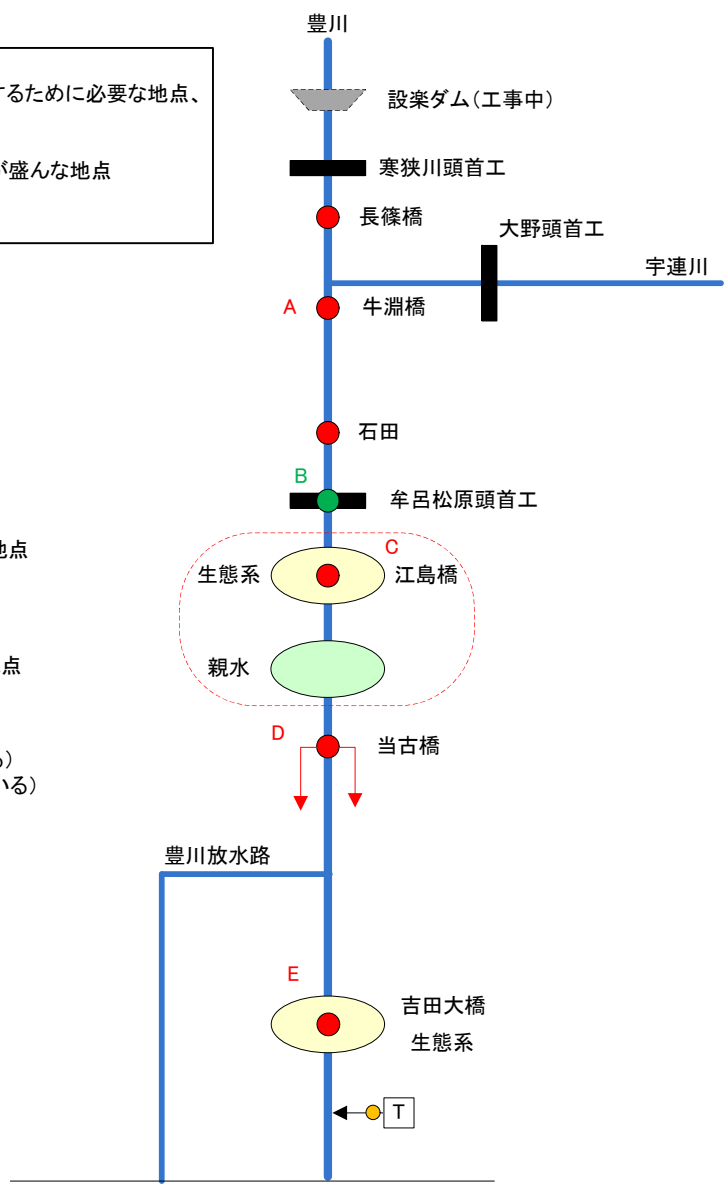 豊川
するために必要な地点、
設楽ダム（工事中）
寒狭川頭首工
が盛んな地点
長篠橋
大野頭首工
宇連川
A
牛淵橋
石田
B
牟呂松原頭首工
地点
C
生態系
江島橋
点
親水
D
当古橋
る）
いる）
豊川放水路
E
吉田大橋
生態系
T